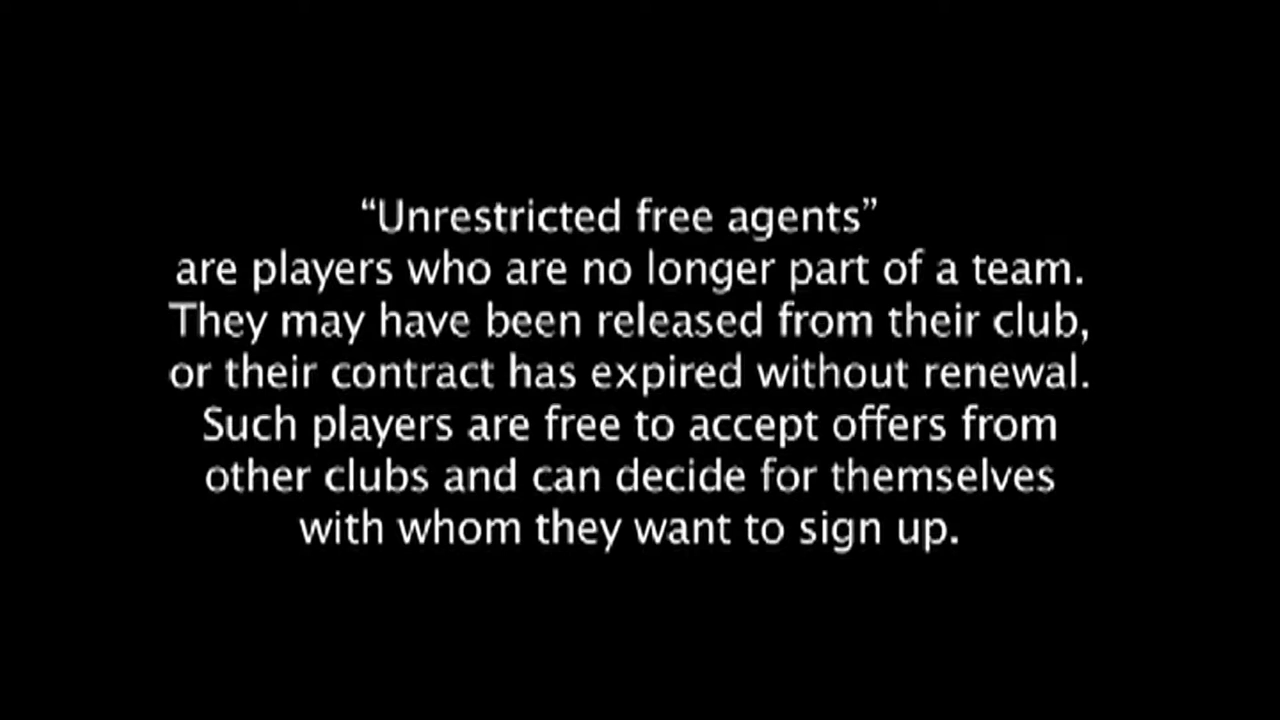 “Unrestricted free agents”
are players who are no longer part of a team.
They may have been released from their club,
or their contract has expired without renewal.
Such players are free to accept offers from
other clubs and can decide for themselves
with whom they want to sign up.